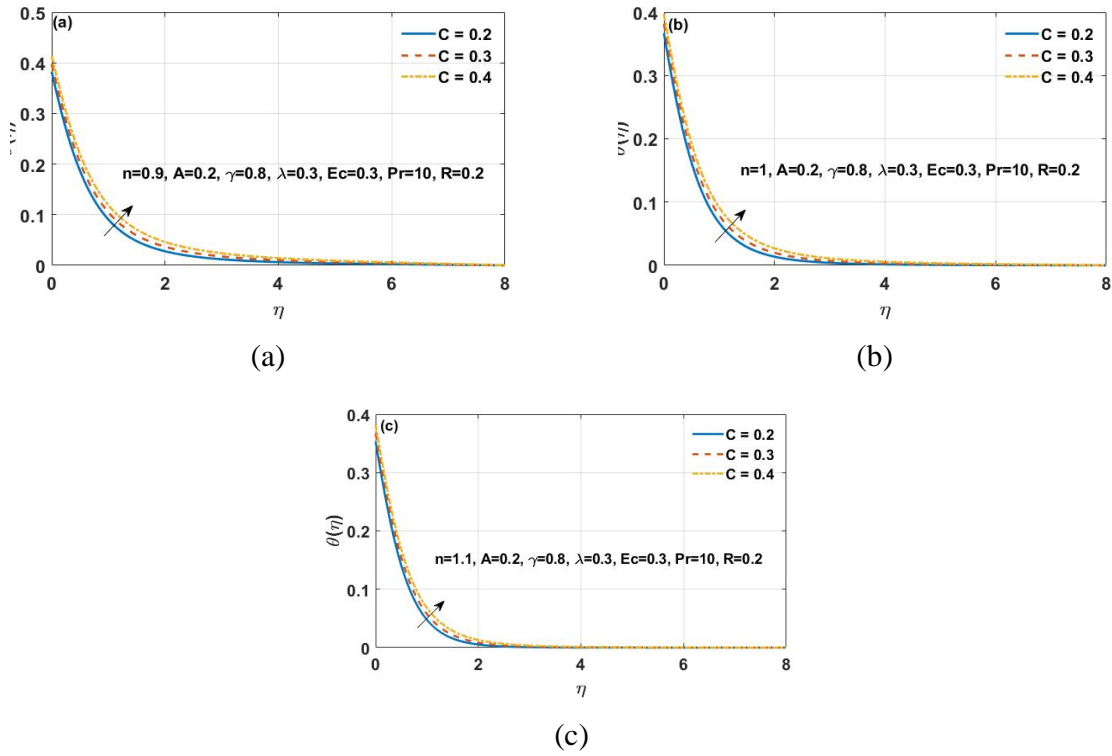 (a)
0.5
0.4
0.3
0.2
0.1
0
C = 0.2
C = 0.3
C = 0.4
n=0.9, A=0.2, γ=0.8, λ=0.3, Ec=0.3, Pr=10, R=0.2
0 2 4 6 8
η
(a)
(b)
0.4
0.3
0.2
0.1
0
C = 0.2
C = 0.3
C = 0.4
n=1, A=0.2, γ=0.8, λ=0.3, Ec=0.3, Pr=10, R=0.2
0 2 4 6 8
η
(b)
(c)
0.4
0.3
0.2
0.1
0
θ(η)
C = 0.2
C = 0.3
C = 0.4
n=1.1, A=0.2, γ=0.8, λ=0.3, Ec=0.3, Pr=10, R=0.2
0 2 4 6 8
η
(c)